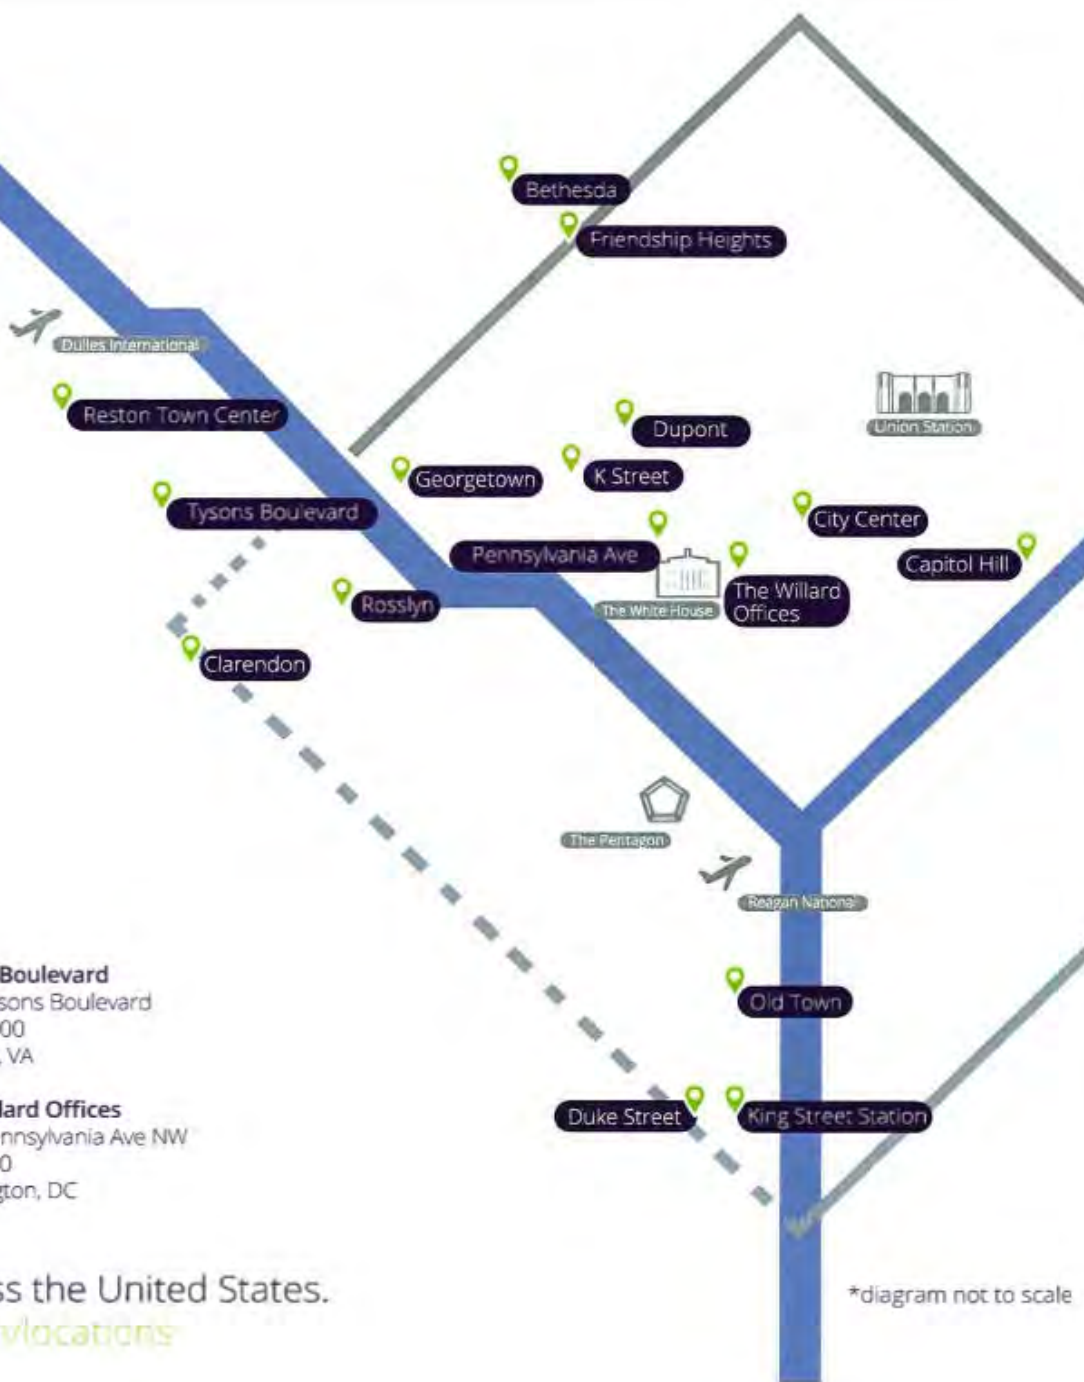 Bethesda
Friendship Heights
Dulles International
Reston Town Center
Dupont
Union Station
Georgetown
K Street
Tysons Boulevard
City Center
Pennsylvania Ave
Capitol Hill
The White House
The Willard
Offices
Rosslyn
Clarendon
The Pentagon
Reagan National
Old Town
Duke Street
King Street Station
Boulevard
sons Boulevard
00
, VA
lard Offices
nnsylvania Ave NW
0
gton, DC
ss the United States.
vlocations
*diagram not to scale